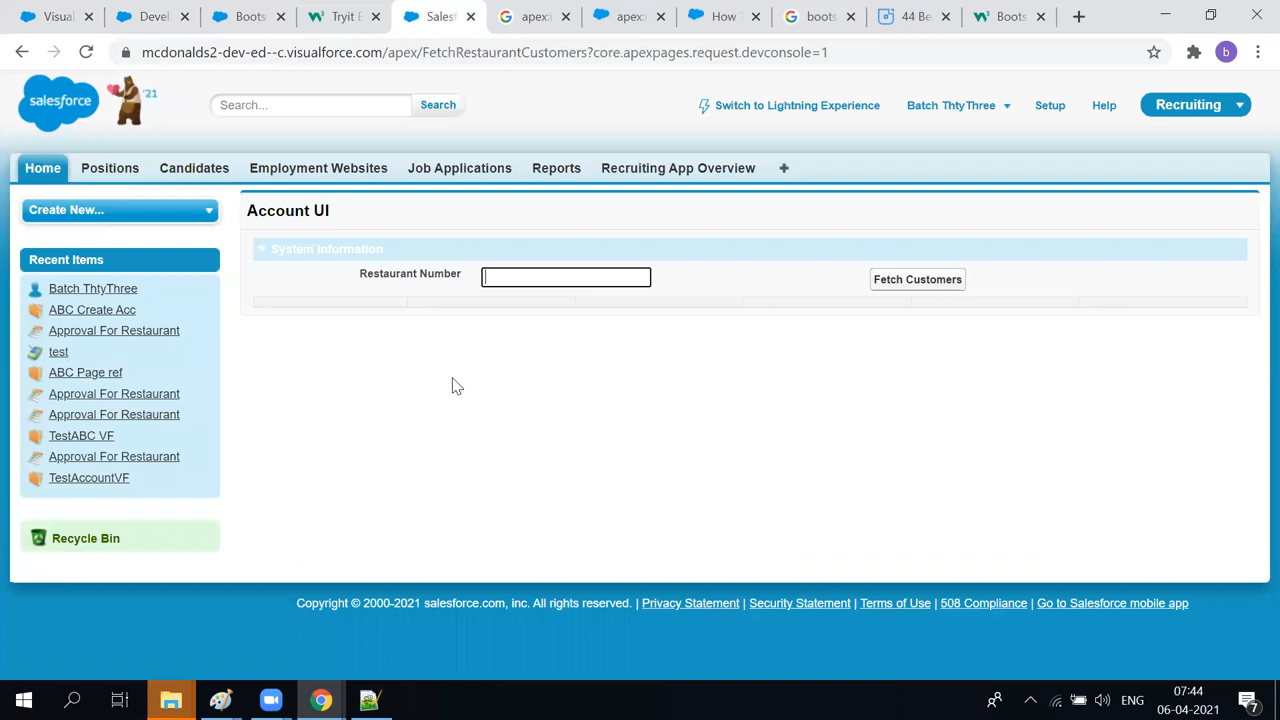 Visual
Devel
Boots
Tryit E
Salesf
apex:i
apex:
How T
boots
44 Be
Boots
mcdonalds2-dev-ed--c.visualforce.com/apex/FetchRestaurantCustomers?core.apexpages.request.devconsole=1
b
salesforce
'21
Search...
Search
Switch to Lightning Experience
Batch ThtyThree
Setup
Help
Recruiting
Home
Positions
Candidates
Employment Websites
Job Applications
Reports
Recruiting App Overview
Create New...
Account UI
System Information
Restaurant Number
Fetch Customers
Recent Items
Batch ThtyThree
ABC Create Acc
Approval For Restaurant
test
ABC Page ref
Approval For Restaurant
Approval For Restaurant
TestABC VF
Approval For Restaurant
TestAccountVF
Recycle Bin
Copyright © 2000-2021 salesforce.com, inc. All rights reserved. | Privacy Statement | Security Statement | Terms of Use | 508 Compliance | Go to Salesforce mobile app
ENG
07:44
06-04-2021
7